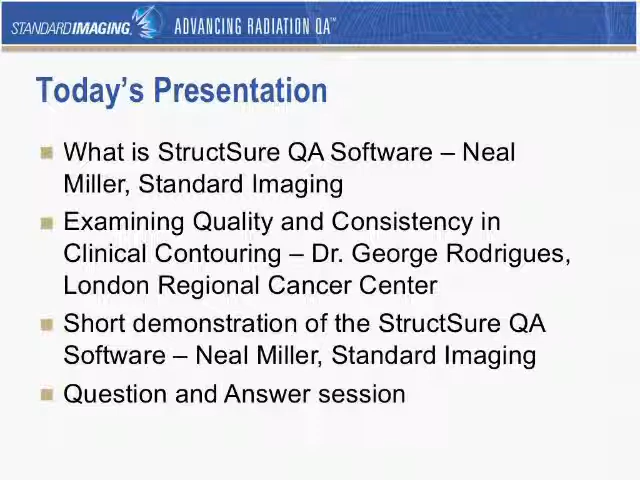 STANDARD IMAGING. ADVANCING RADIATION QA™
Today's Presentation
What is StructSure QA Software – Neal
Miller, Standard Imaging
Examining Quality and Consistency in
Clinical Contouring – Dr. George Rodrigues,
London Regional Cancer Center
Short demonstration of the StructSure QA
Software – Neal Miller, Standard Imaging
Question and Answer session